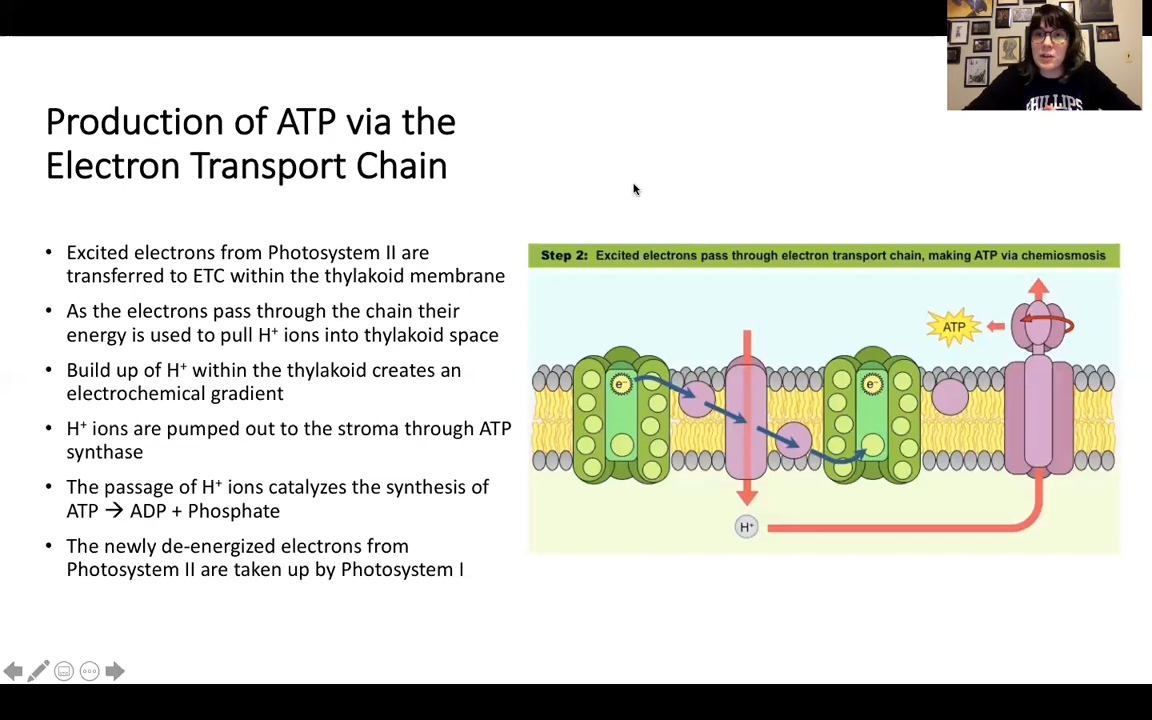 Production of ATP via the
Electron Transport Chain
• Excited electrons from Photosystem II are
transferred to ETC within the thylakoid membrane
• As the electrons pass through the chain their
energy is used to pull H⁺ ions into thylakoid space
• Build up of H⁺ within the thylakoid creates an
electrochemical gradient
• H⁺ ions are pumped out to the stroma through ATP
synthase
• The passage of H⁺ ions catalyzes the synthesis of
ATP → ADP + Phosphate
• The newly de-energized electrons from
Photosystem II are taken up by Photosystem I
Step 2: Excited electrons pass through electron transport chain, making ATP via chemiosmosis
ATP
e⁻
e⁻
H⁺
PHILLIPS